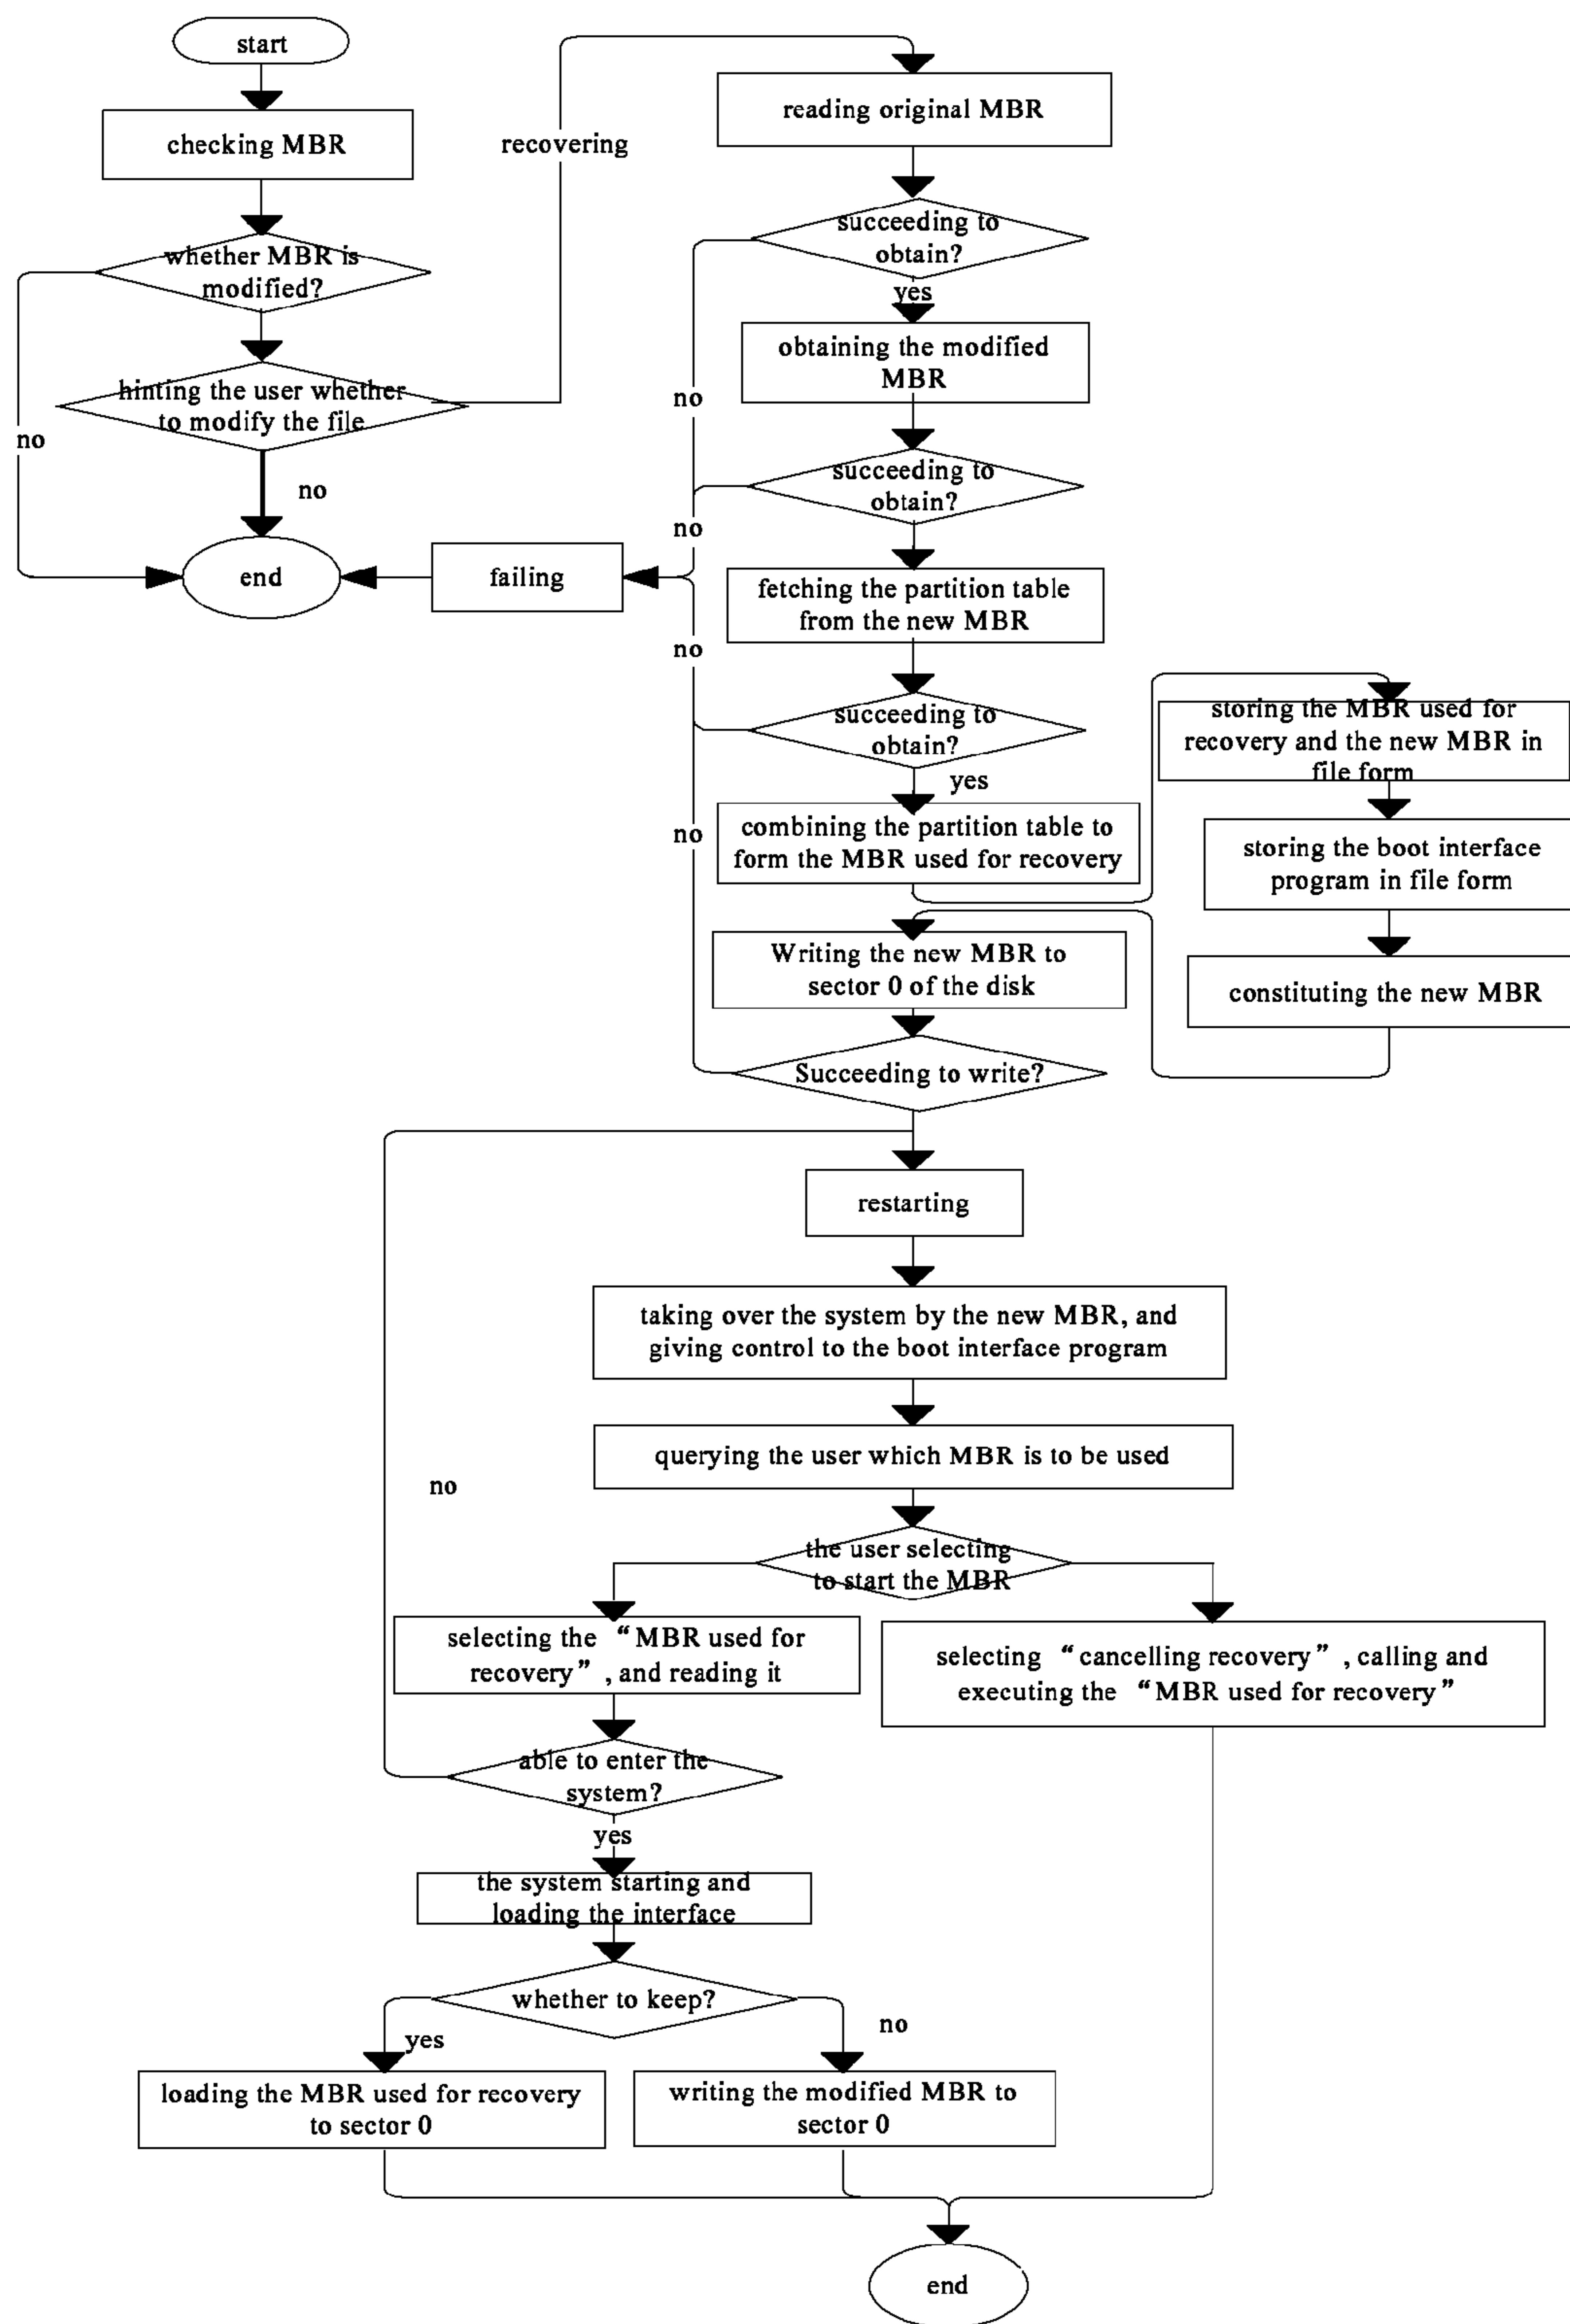 start
checking MBR
whether MBR is
modified?
no
hinting the user whether
to modify the file
no
end
failing
recovering
reading original MBR
succeeding to
obtain?
yes
no
obtaining the modified
MBR
succeeding to
obtain?
no
fetching the partition table
from the new MBR
no
succeeding to
obtain?
yes
combining the partition table to
form the MBR used for recovery
no
storing the MBR used for
recovery and the new MBR in
file form
storing the boot interface
program in file form
constituting the new MBR
Writing the new MBR to
sector 0 of the disk
Succeeding to write?
restarting
taking over the system by the new MBR, and
giving control to the boot interface program
querying the user which MBR is to be used
no
the user selecting
to start the MBR
selecting the “MBR used for
recovery”, and reading it
selecting “cancelling recovery”, calling and
executing the “MBR used for recovery”
able to enter the
system?
yes
the system starting and
loading the interface
whether to keep?
yes
no
loading the MBR used for recovery
to sector 0
writing the modified MBR to
sector 0
end